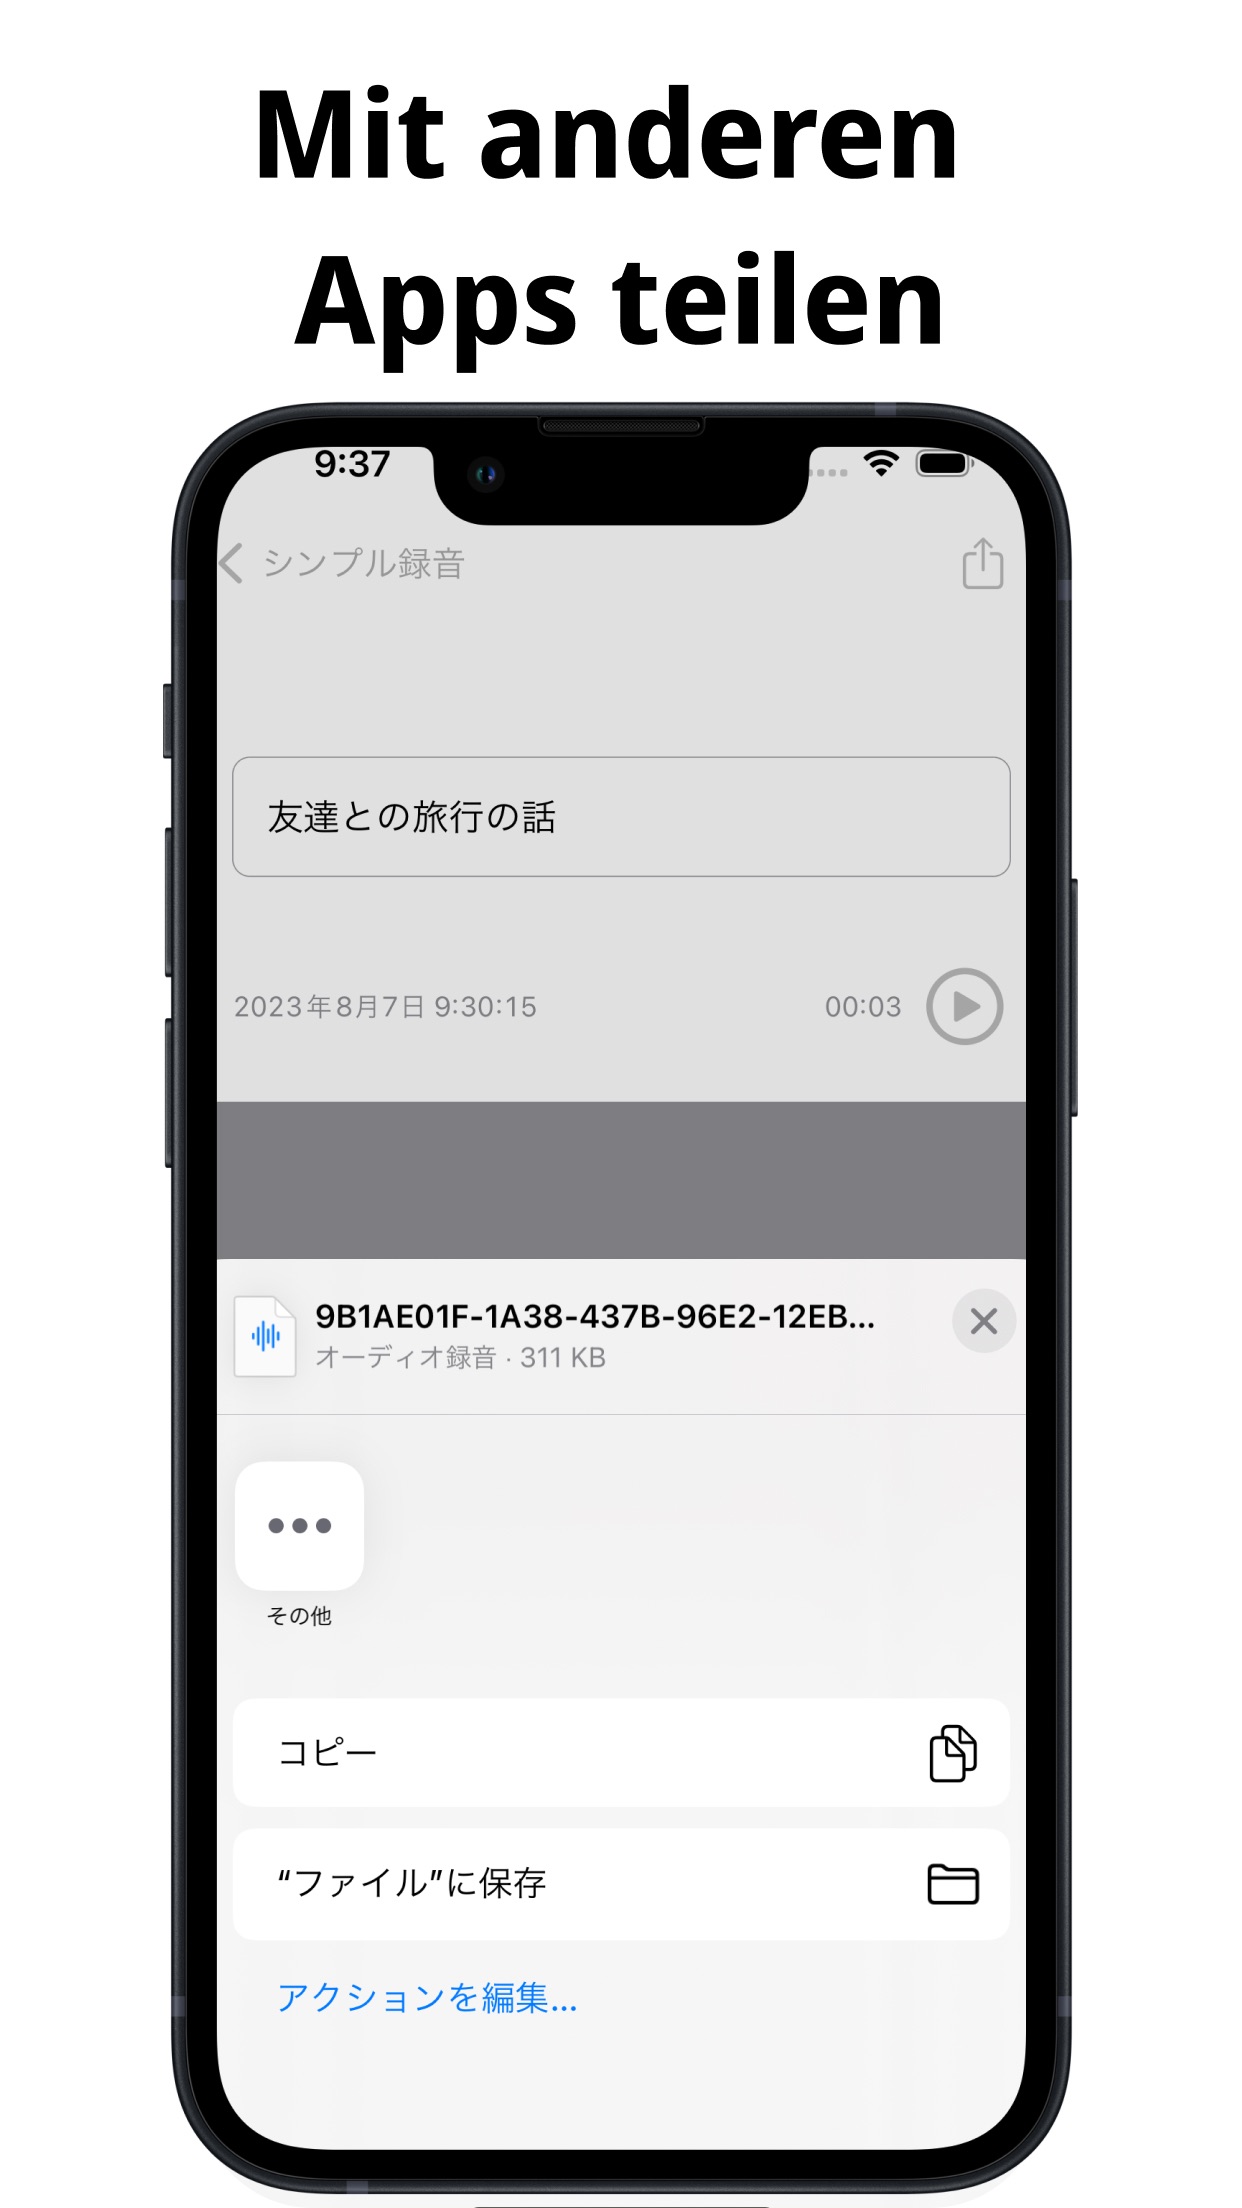 Mit anderen
Apps teilen
9:37
シンプル録音
友達との旅行の話
2023年8月7日 9:30:15
00:03
9B1AE01F-1A38-437B-96E2-12EB...
オーディオ録音 · 311 KB
その他
コピー
“ファイル”に保存
アクションを編集...